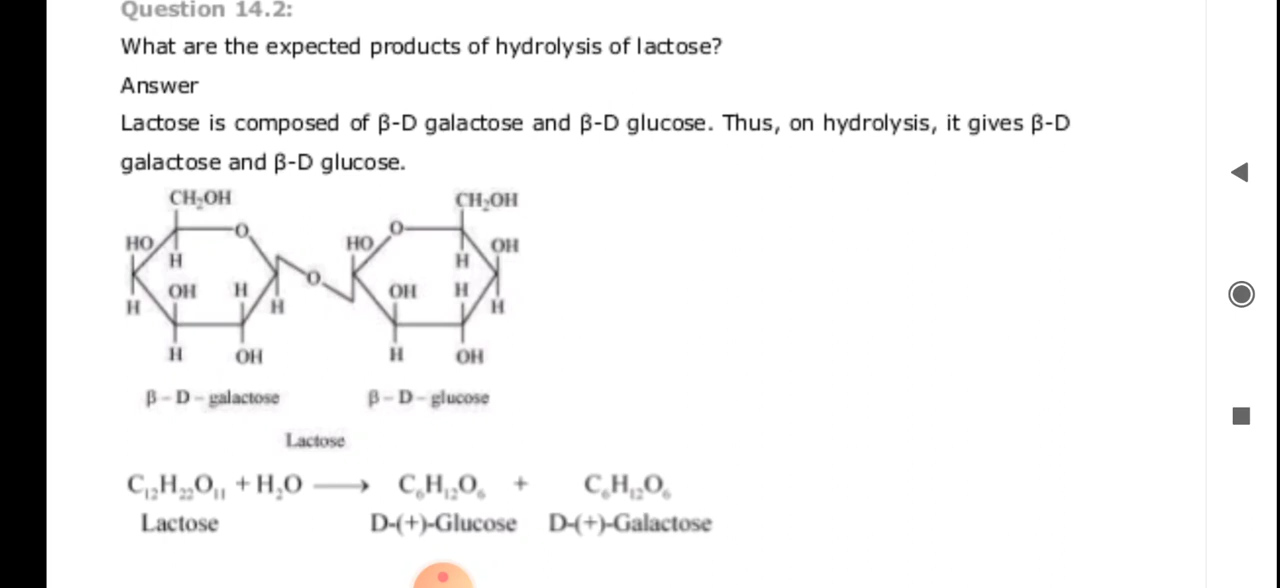 Question 14.2:
What are the expected products of hydrolysis of lactose?
Answer
Lactose is composed of β-D galactose and β-D glucose. Thus, on hydrolysis, it gives β-D
galactose and β-D glucose.
CH₂OH CH₂OH
O O
HO HO OH
H H
O
OH H OH H
H H H
H OH H OH
β – D – galactose β – D – glucose
Lactose
C₁₂H₂₂O₁₁ + H₂O ⟶ C₆H₁₂O₆ + C₆H₁₂O₆
Lactose D-(+)-Glucose D-(+)-Galactose